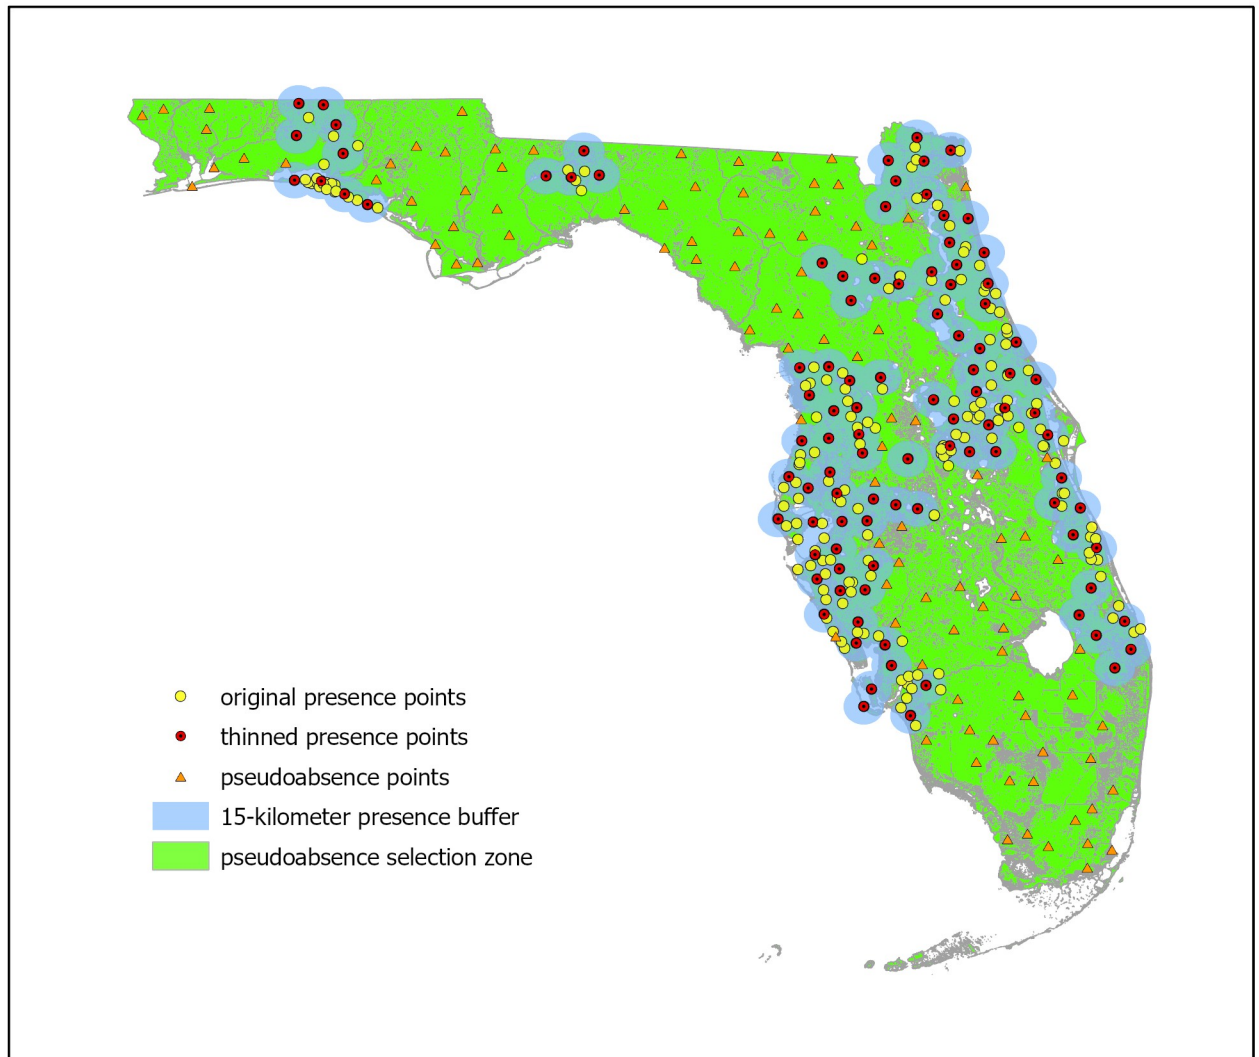 original presence points
thinned presence points
pseudoabsence points
15-kilometer presence buffer
pseudoabsence selection zone